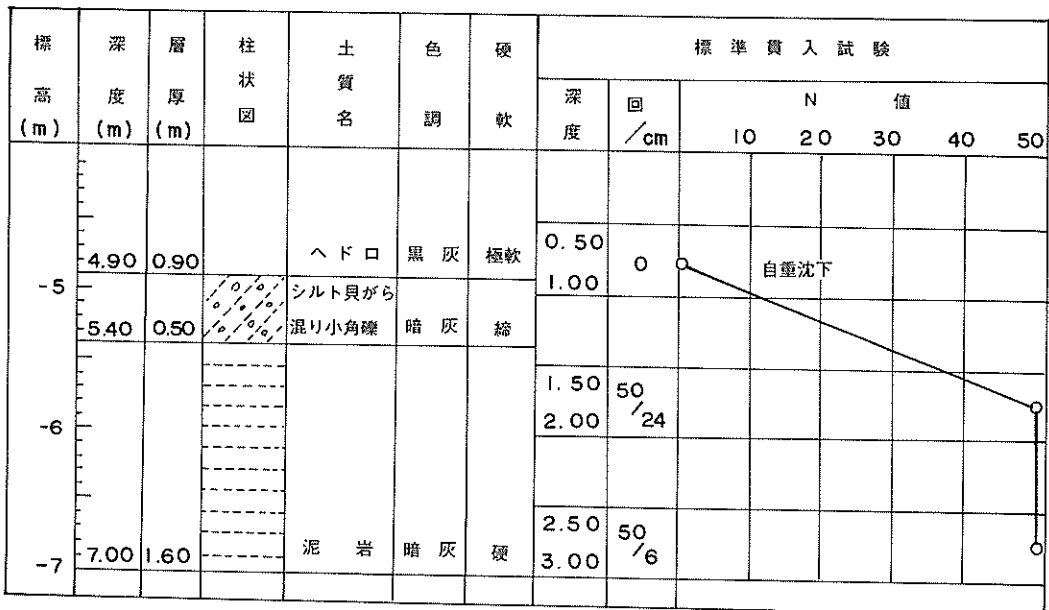 標高(m) 深度(m) 層厚(m) 柱状図 土質名 色調 硬軟 標準貫入試験
深度 回/cm N 値
10 20 30 40 50
4.90 0.90 ヘドロ 黒灰 極軟
0.50
1.00 0 自重沈下
-5
シルト貝がら
5.40 0.50 混り小角礫 暗灰 締
1.50
2.00 50/24
-6
2.50
3.00 50/6
-7 7.00 1.60 泥岩 暗灰 硬